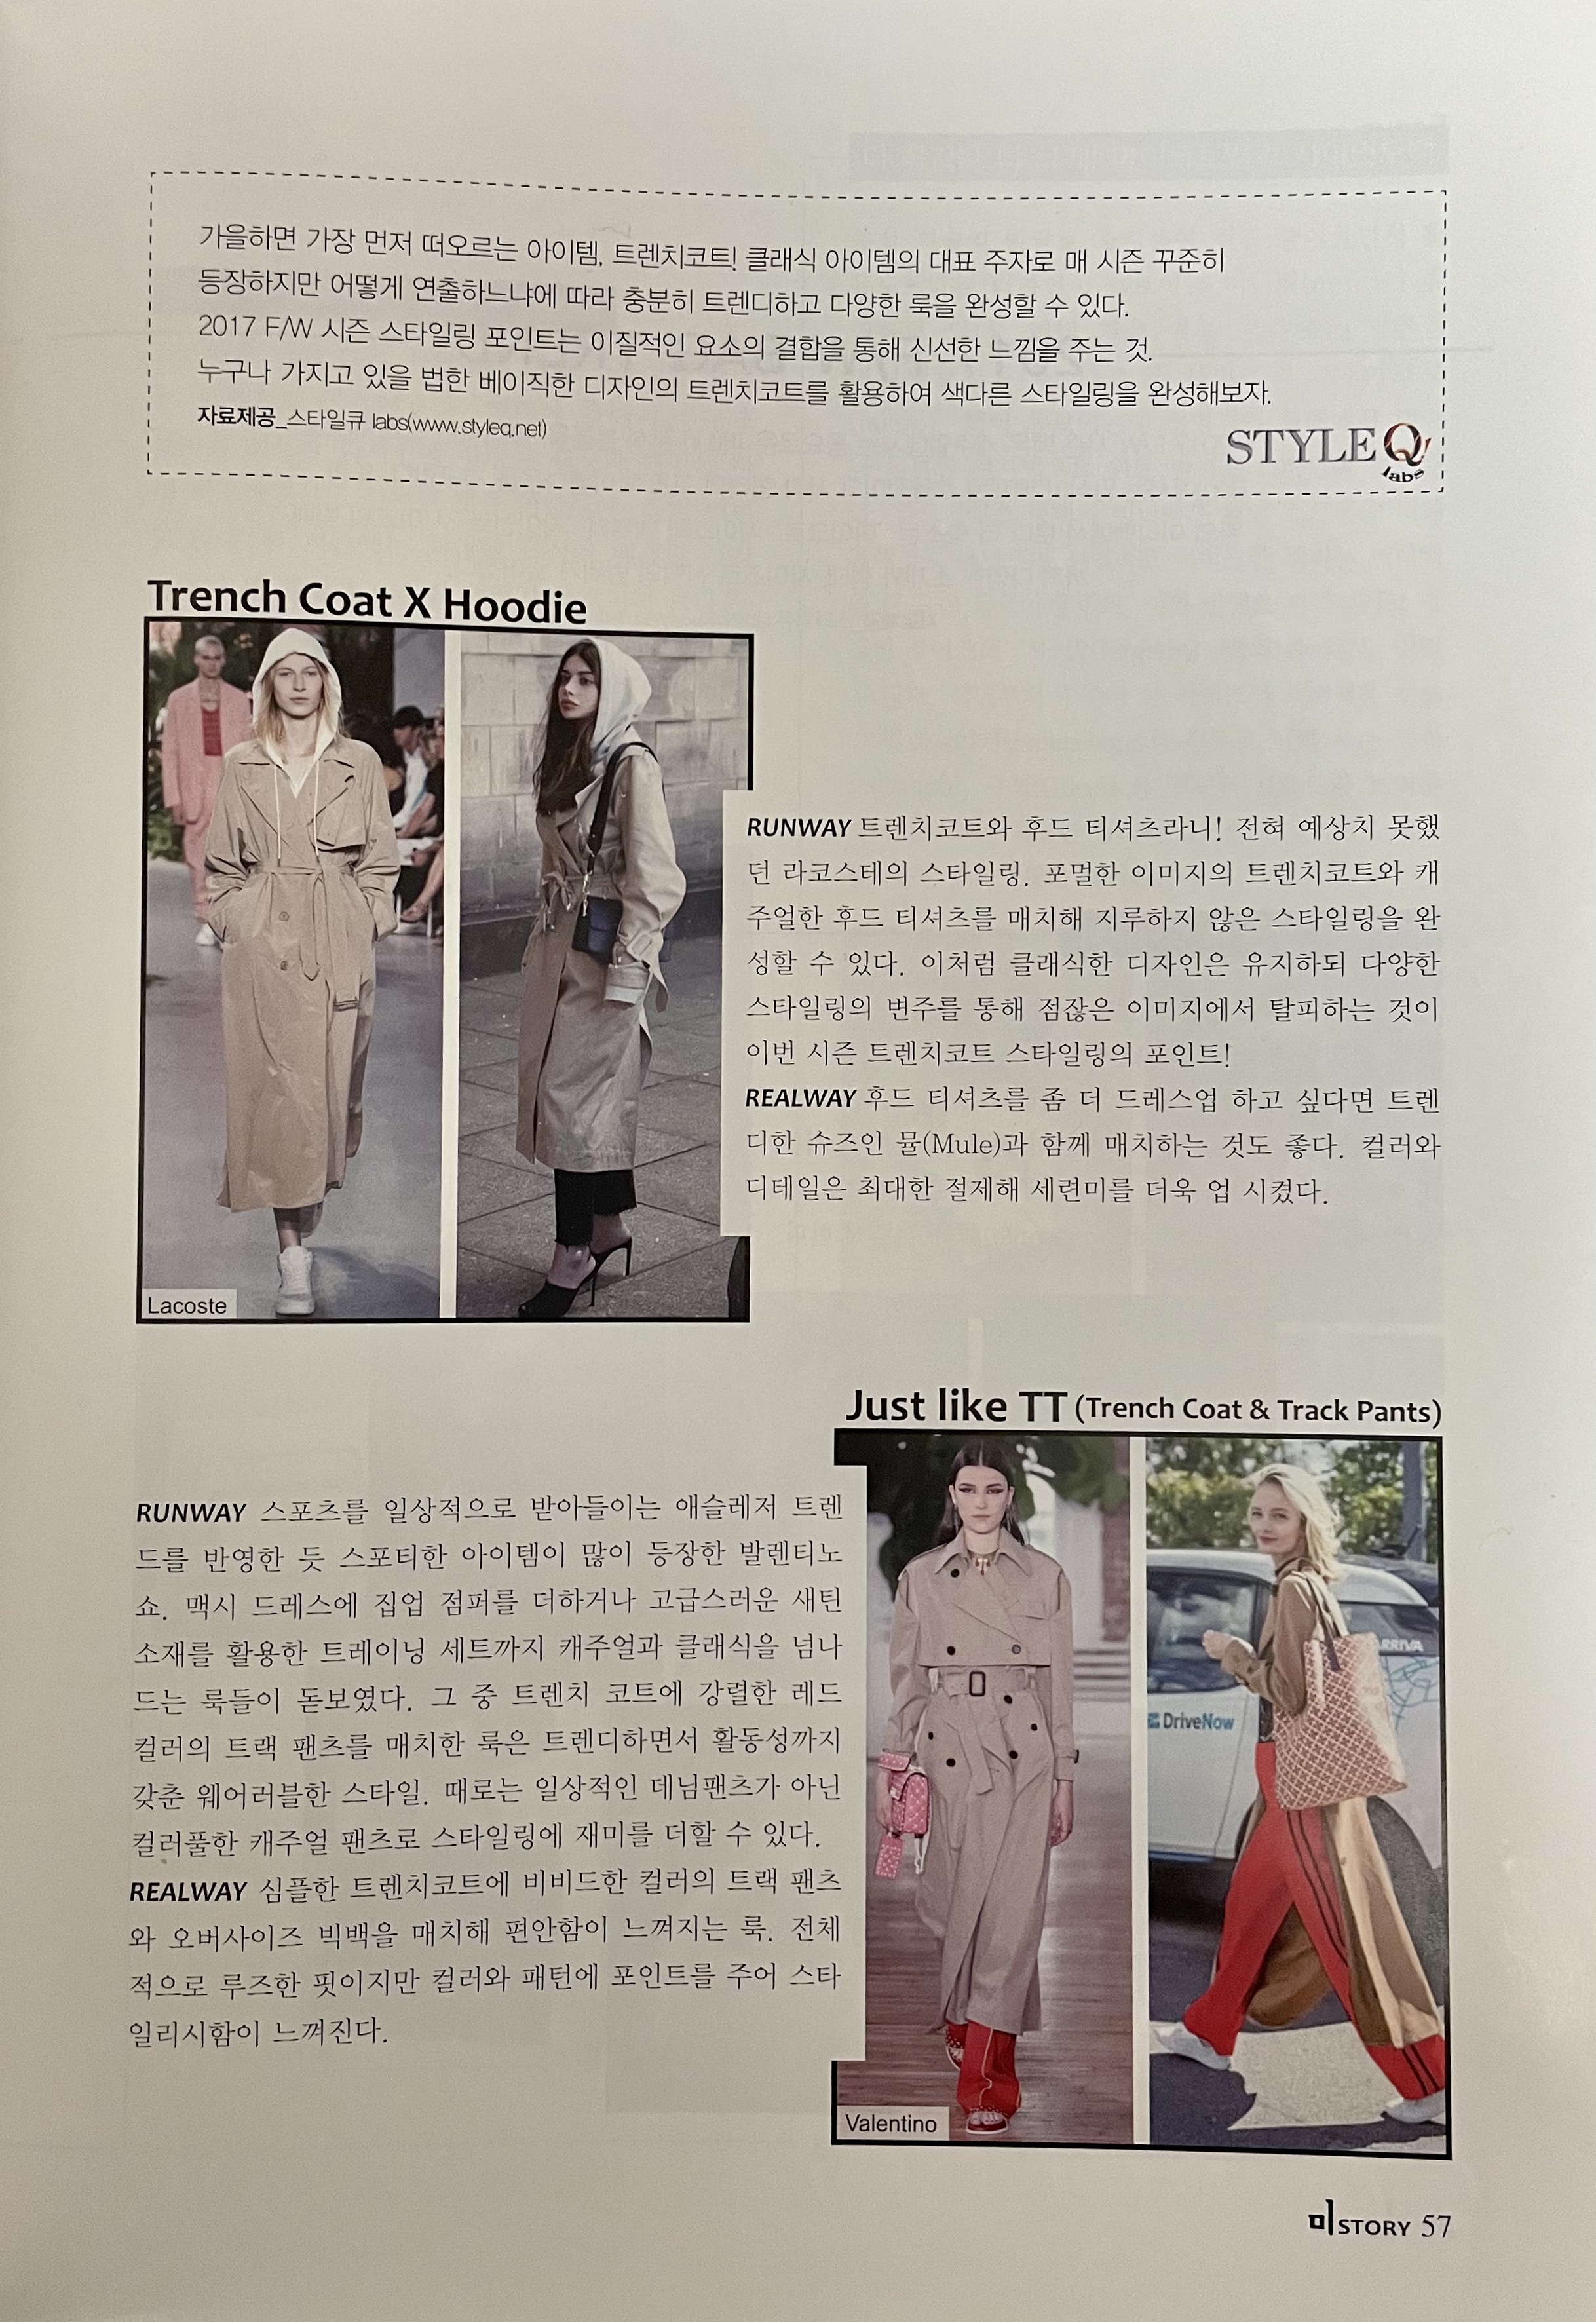 가을하면 가장 먼저 떠오르는 아이템, 트렌치코트! 클래식 아이템의 대표 주자로 매 시즌 꾸준히
등장하지만 어떻게 연출하느냐에 따라 충분히 트렌디하고 다양한 룩을 완성할 수 있다.
2017 F/W 시즌 스타일링 포인트는 이질적인 요소의 결합을 통해 신선한 느낌을 주는 것.
누구나 가지고 있을 법한 베이직한 디자인의 트렌치코트를 활용하여 색다른 스타일링을 완성해보자.
자료제공_스타일큐 labs(www.styleq.net)
STYLE Q labs
Trench Coat X Hoodie
Lacoste
RUNWAY 트렌치코트와 후드 티셔츠라니! 전혀 예상치 못했
던 라코스테의 스타일링. 포멀한 이미지의 트렌치코트와 캐
주얼한 후드 티셔츠를 매치해 지루하지 않은 스타일링을 완
성할 수 있다. 이처럼 클래식한 디자인은 유지하되 다양한
스타일링의 변주를 통해 점잖은 이미지에서 탈피하는 것이
이번 시즌 트렌치코트 스타일링의 포인트!
REALWAY 후드 티셔츠를 좀 더 드레스업 하고 싶다면 트렌
디한 슈즈인 뮬(Mule)과 함께 매치하는 것도 좋다. 컬러와
디테일은 최대한 절제해 세련미를 더욱 업 시켰다.
Just like TT (Trench Coat & Track Pants)
RUNWAY 스포츠를 일상적으로 받아들이는 애슬레저 트렌
드를 반영한 듯 스포티한 아이템이 많이 등장한 발렌티노
쇼. 맥시 드레스에 집업 점퍼를 더하거나 고급스러운 새틴
소재를 활용한 트레이닝 세트까지 캐주얼과 클래식을 넘나
드는 룩들이 돋보였다. 그 중 트렌치 코트에 강렬한 레드
컬러의 트랙 팬츠를 매치한 룩은 트렌디하면서 활동성까지
갖춘 웨어러블한 스타일. 때로는 일상적인 데님팬츠가 아닌
컬러풀한 캐주얼 팬츠로 스타일링에 재미를 더할 수 있다.
REALWAY 심플한 트렌치코트에 비비드한 컬러의 트랙 팬츠
와 오버사이즈 빅백을 매치해 편안함이 느껴지는 룩. 전체
적으로 루즈한 핏이지만 컬러와 패턴에 포인트를 주어 스타
일리시함이 느껴진다.
ARRIVA
DriveNow
Valentino
미STORY 57